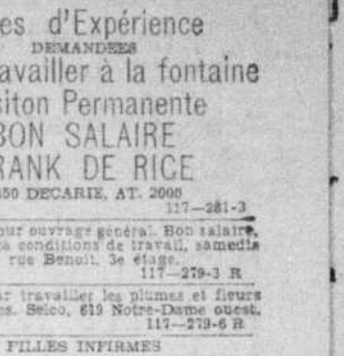 es d'Expérience
DEMANDEES
availler à la fontaine
siton Permanente
BON SALAIRE
RANK DE RICE
50 DECARIE, AT. 2000
117—281-3
our ouvrage général. Bon salaire,
conditions de travail, samedis
rue Benoit. 3e étage.
117—279-3 R
r travailler les plumes et fleurs
es. Selco, 619 Notre-Dame ouest.
117—279-6 R
FILLES INFIRMES